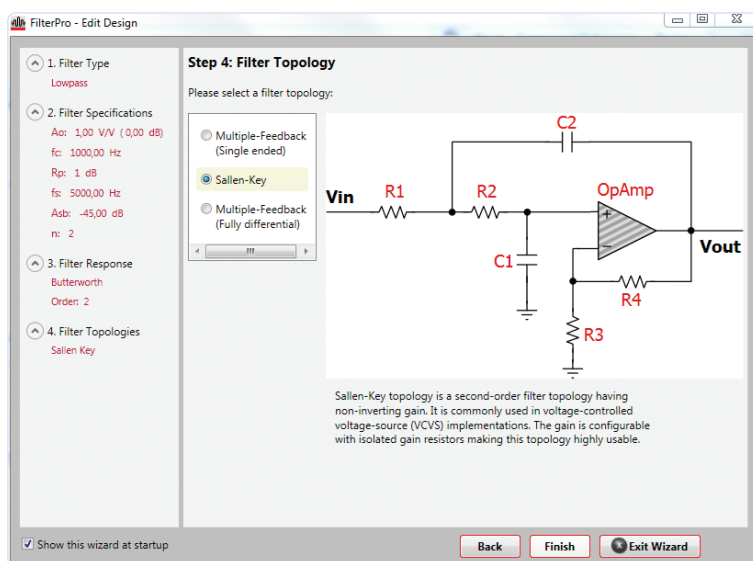 FilterPro - Edit Design
1. Filter Type
Lowpass
2. Filter Specifications
Ao: 1,00 V/V ( 0,00 dB)
fc: 1000,00 Hz
Rp: 1 dB
fs: 5000,00 Hz
Asb: -45,00 dB
n: 2
3. Filter Response
Butterworth
Order: 2
4. Filter Topologies
Sallen Key
Step 4: Filter Topology
Please select a filter topology:
Multiple-Feedback
(Single ended)
Sallen-Key
Multiple-Feedback
(Fully differential)
C2
Vin
R1
R2
OpAmp
C1
Vout
R4
R3
Sallen-Key topology is a second-order filter topology having
non-inverting gain. It is commonly used in voltage-controlled
voltage-source (VCVS) implementations. The gain is configurable
with isolated gain resistors making this topology highly usable.
Show this wizard at startup
Back
Finish
Exit Wizard